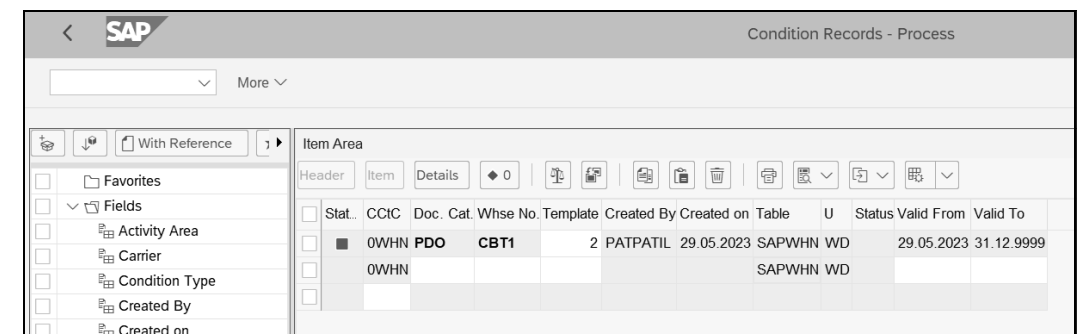 SAP Condition Records - Process
More
With Reference
Item Area
Favorites
Header Item Details 0
Fields
Stat... CCtC Doc. Cat. Whse No. Template Created By Created on Table U Status Valid From Valid To
Activity Area
0WHN PDO CBT1 2 PATPATIL 29.05.2023 SAPWHN WD 29.05.2023 31.12.9999
Carrier
0WHN SAPWHN WD
Condition Type
Created By
Created on